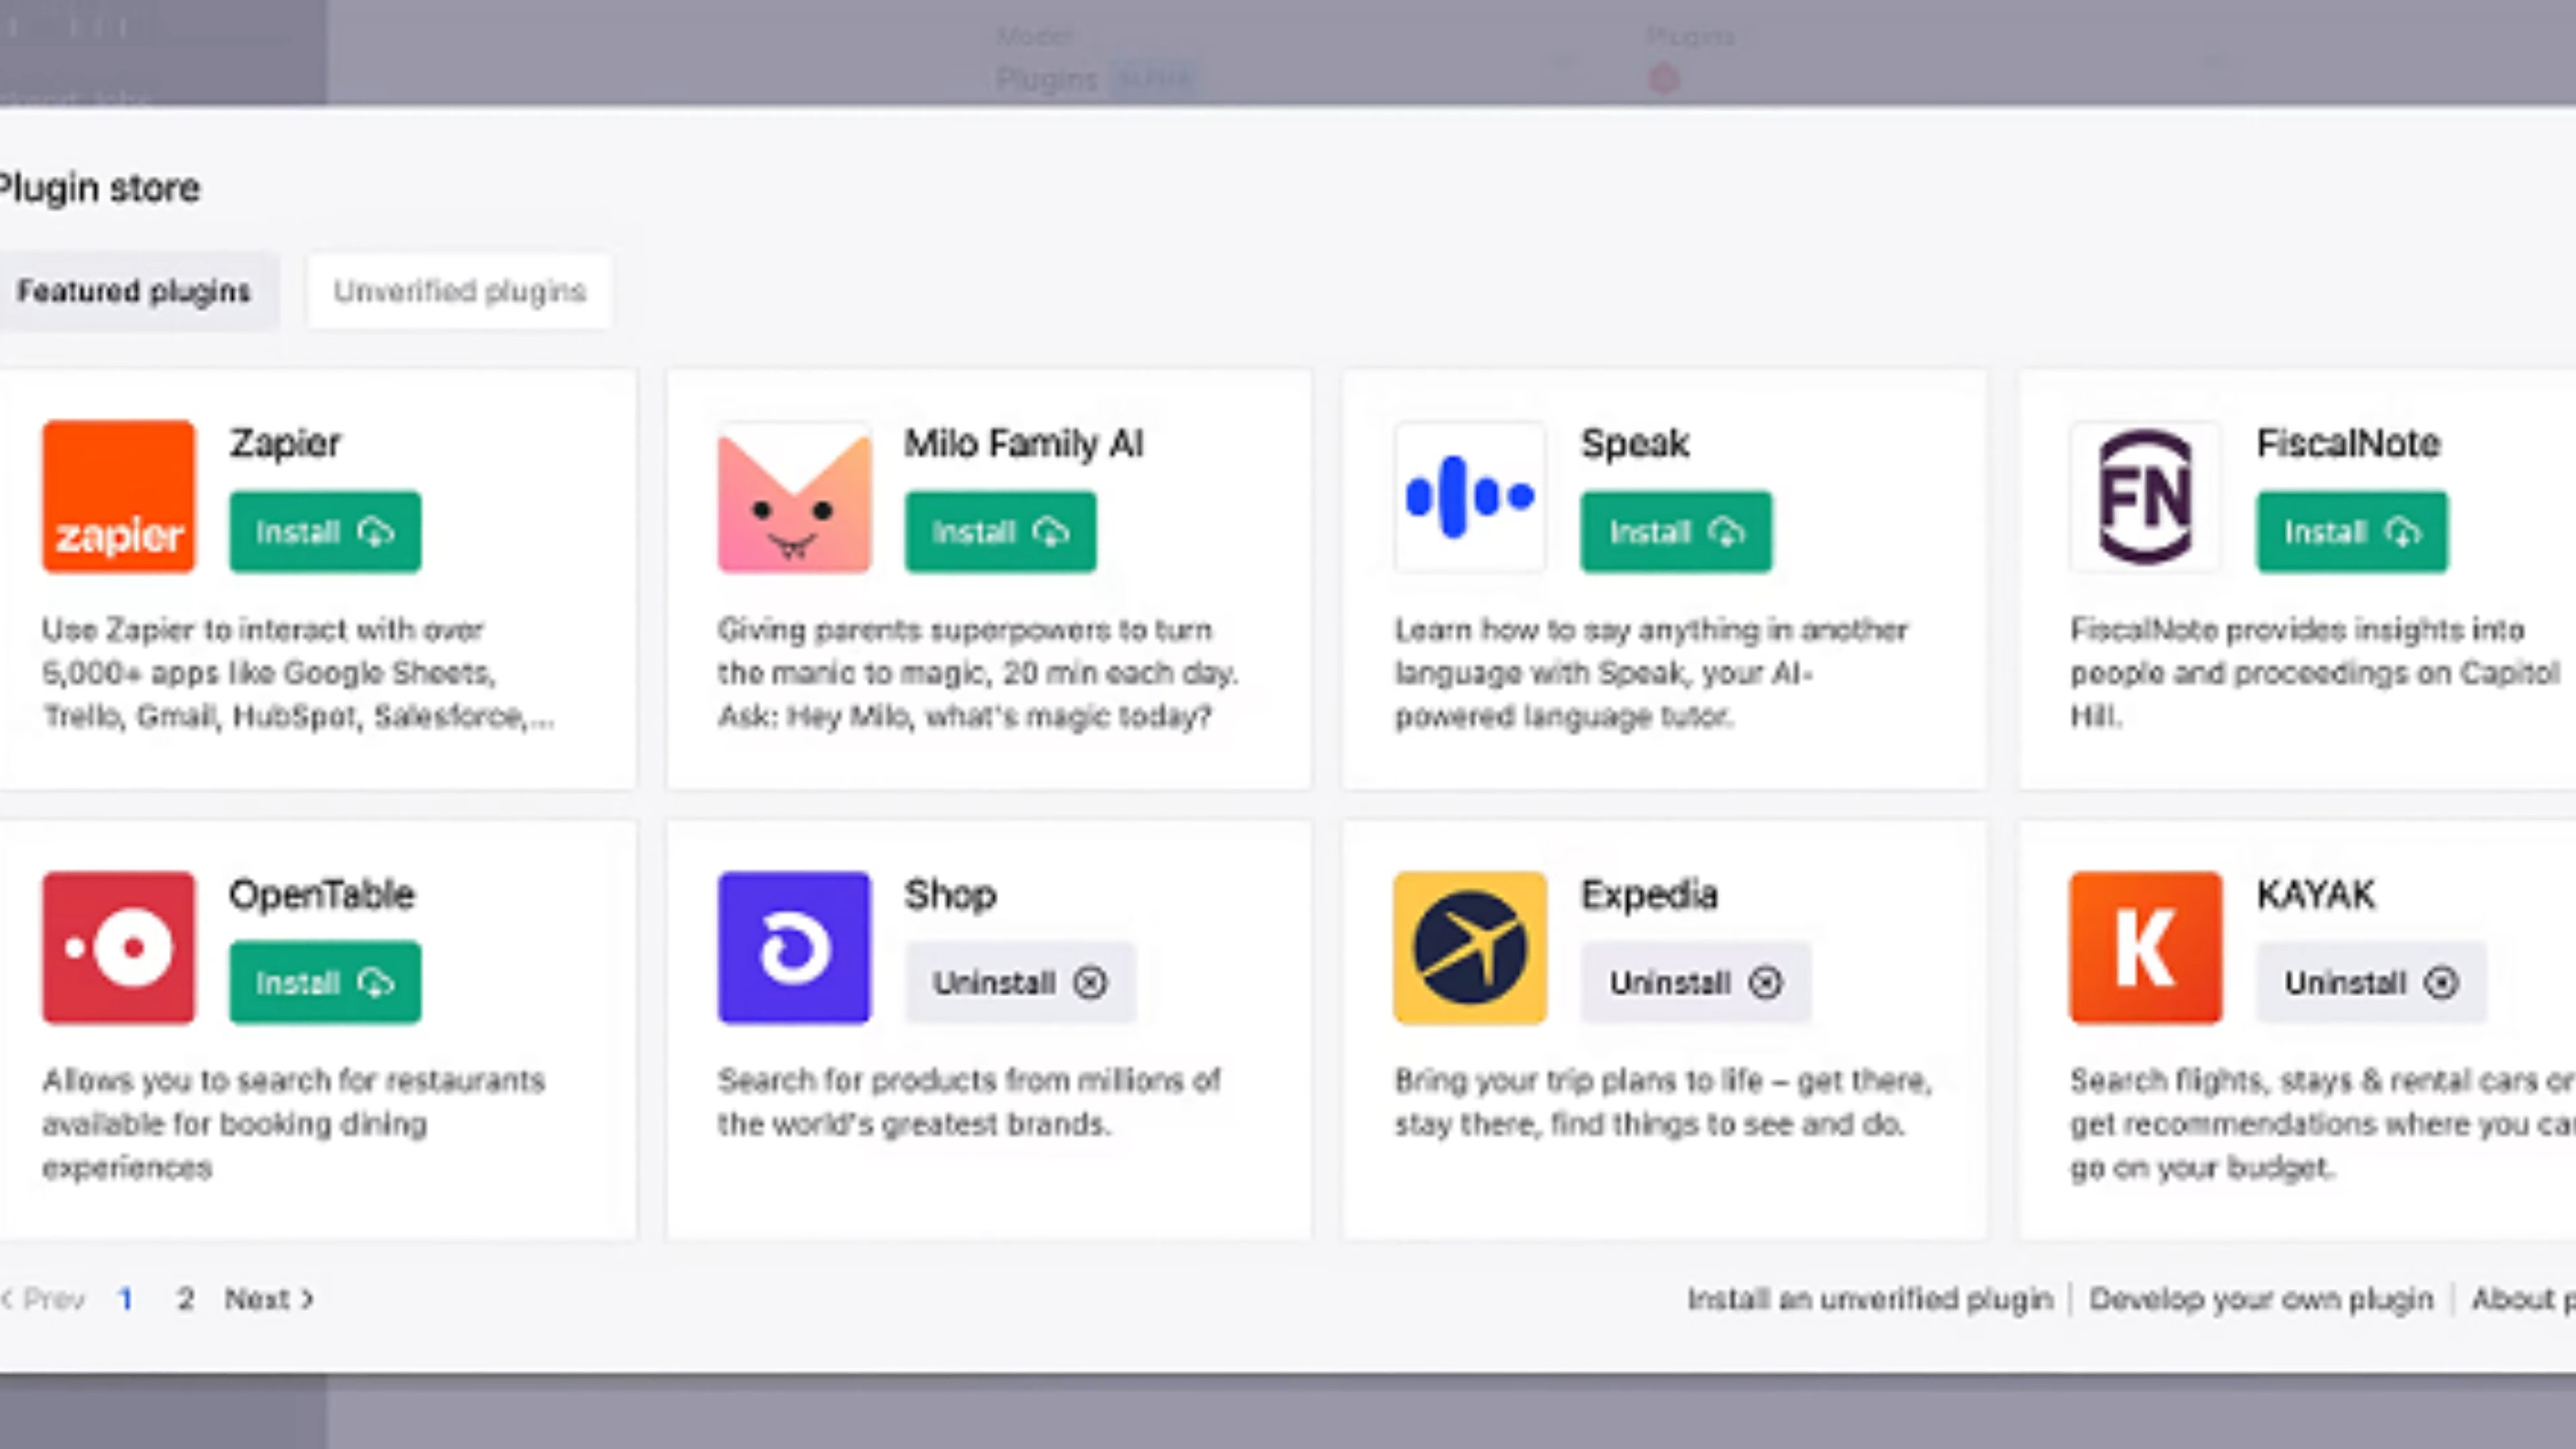 Model
Plugins
Plugins
Plugin store
Featured plugins
Unverified plugins
zapier
Zapier
Install
Use Zapier to interact with over
5,000+ apps like Google Sheets,
Trello, Gmail, HubSpot, Salesforce,...
Milo Family AI
Install
Giving parents superpowers to turn
the manic to magic, 20 min each day.
Ask: Hey Milo, what's magic today?
Speak
Install
Learn how to say anything in another
language with Speak, your AI-
powered language tutor.
FN
FiscalNote
Install
FiscalNote provides insights into
people and proceedings on Capitol
Hill.
OpenTable
Install
Allows you to search for restaurants
available for booking dining
experiences
Shop
Uninstall
Search for products from millions of
the world's greatest brands.
Expedia
Uninstall
Bring your trip plans to life – get there,
stay there, find things to see and do.
K
KAYAK
Uninstall
Search flights, stays & rental cars or
get recommendations where you
go on your budget.
< Prev 1 2 Next >
Install an unverified plugin | Develop your own plugin | About